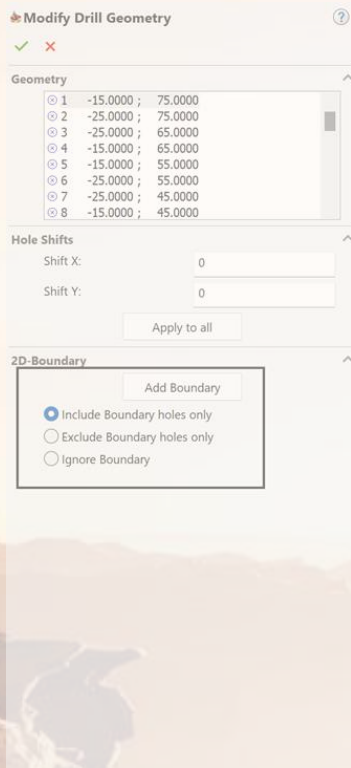 Modify Drill Geometry
?
Geometry
1 -15.0000 ; 75.0000
2 -25.0000 ; 75.0000
3 -25.0000 ; 65.0000
4 -15.0000 ; 65.0000
5 -15.0000 ; 55.0000
6 -25.0000 ; 55.0000
7 -25.0000 ; 45.0000
8 -15.0000 ; 45.0000
Hole Shifts
Shift X: 0
Shift Y: 0
Apply to all
2D-Boundary
Add Boundary
Include Boundary holes only
Exclude Boundary holes only
Ignore Boundary